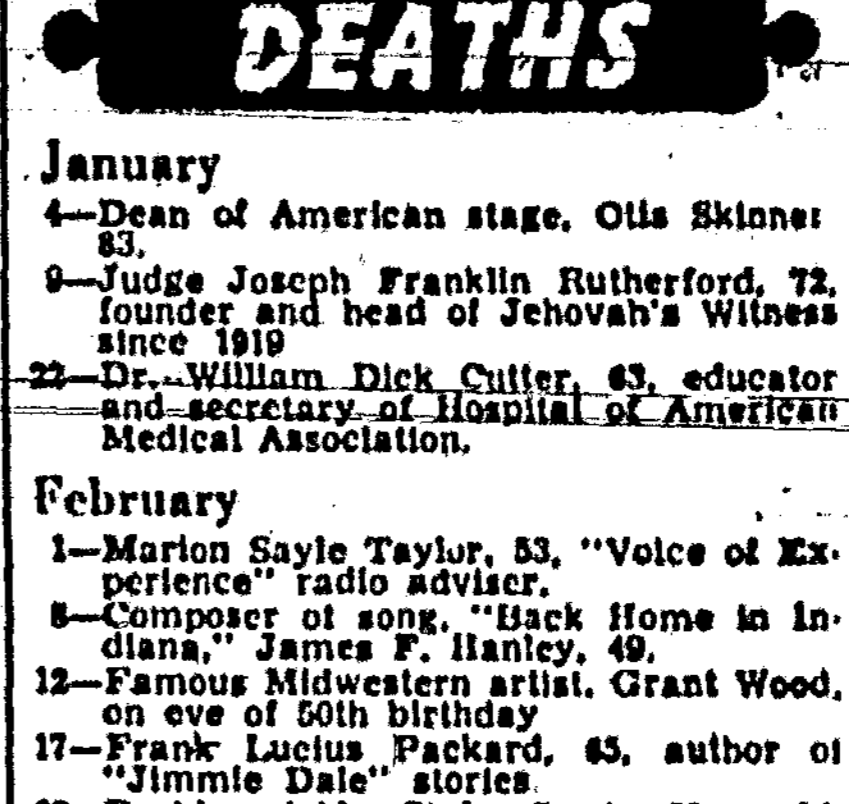 DEATHS
January
4—Dean of American stage, Otis Skinner
83.
9—Judge Joseph Franklin Rutherford, 72,
founder and head of Jehovah's Witness
since 1919
22—Dr. William Dick Cutter, 63, educator
and secretary of Hospital of American
Medical Association.
February
1—Marion Sayle Taylor, 53, "Voice of Ex-
perience" radio adviser.
8—Composer of song, "Back Home in In-
diana," James F. Hanley, 49.
12—Famous Midwestern artist, Grant Wood,
on eve of 50th birthday
17—Frank Lucius Packard, 65, author of
"Jimmie Dale" stories.